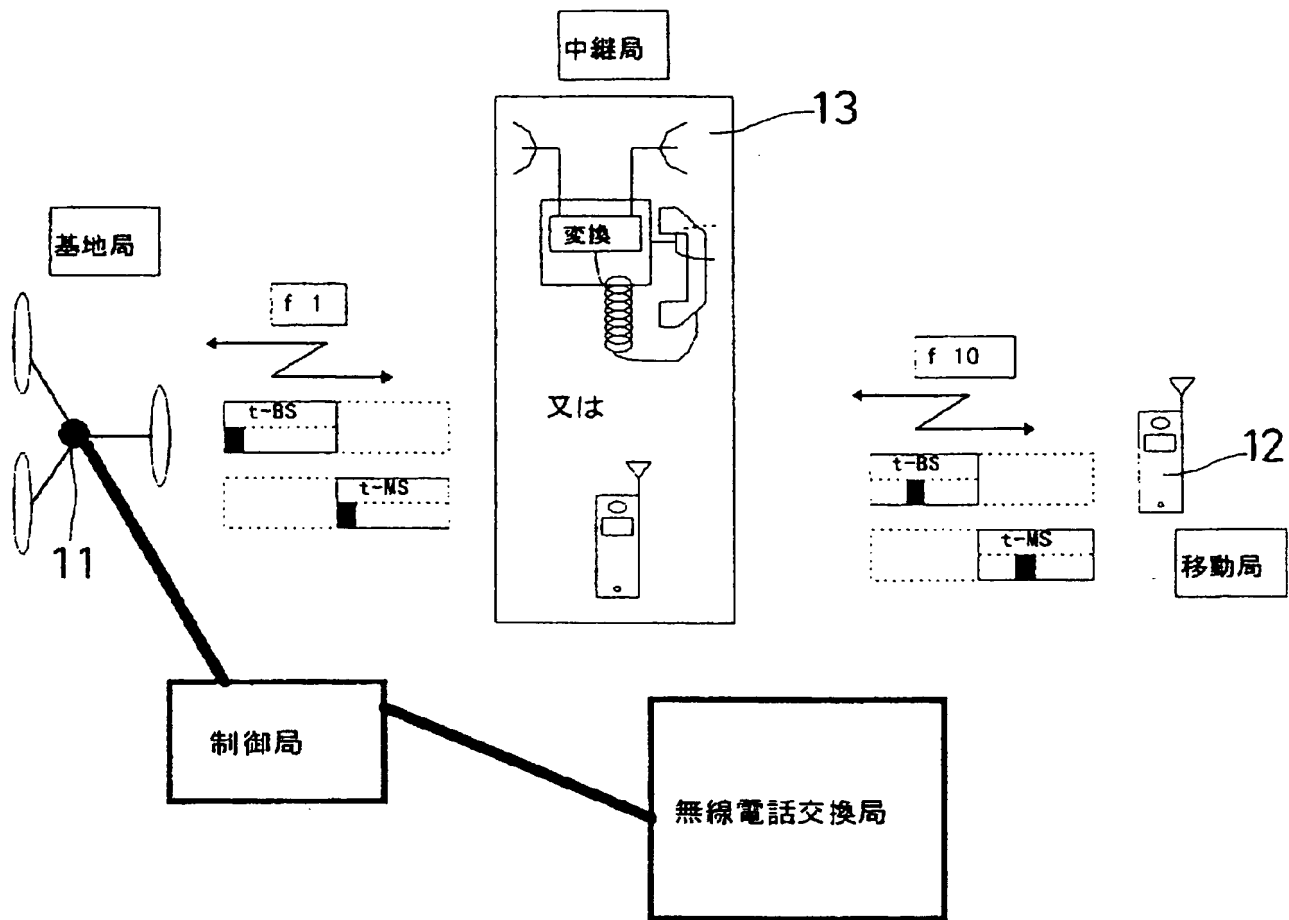 中継局
13
基地局
変換
f 1
f 10
又は
t-BS
t-MS
t-BS
t-MS
12
11
移動局
制御局
無線電話交換局